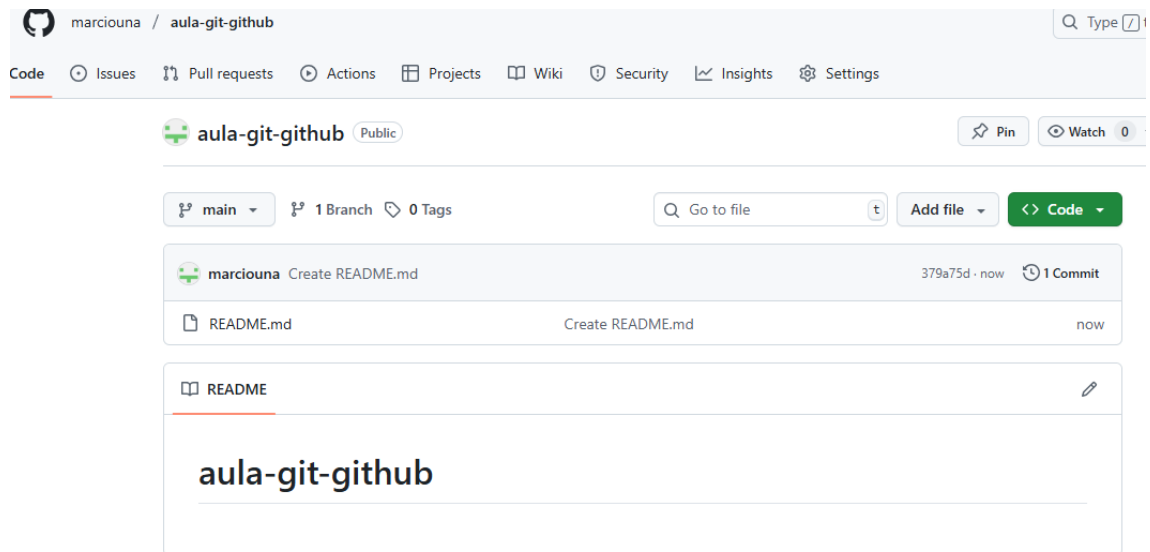 marciouna / aula-git-github
Type / t
Code Issues Pull requests Actions Projects Wiki Security Insights Settings
aula-git-github Public
Pin Watch 0
main 1 Branch 0 Tags Go to file t Add file <> Code
marciouna Create README.md 379a75d · now 1 Commit
README.md Create README.md now
README
aula-git-github